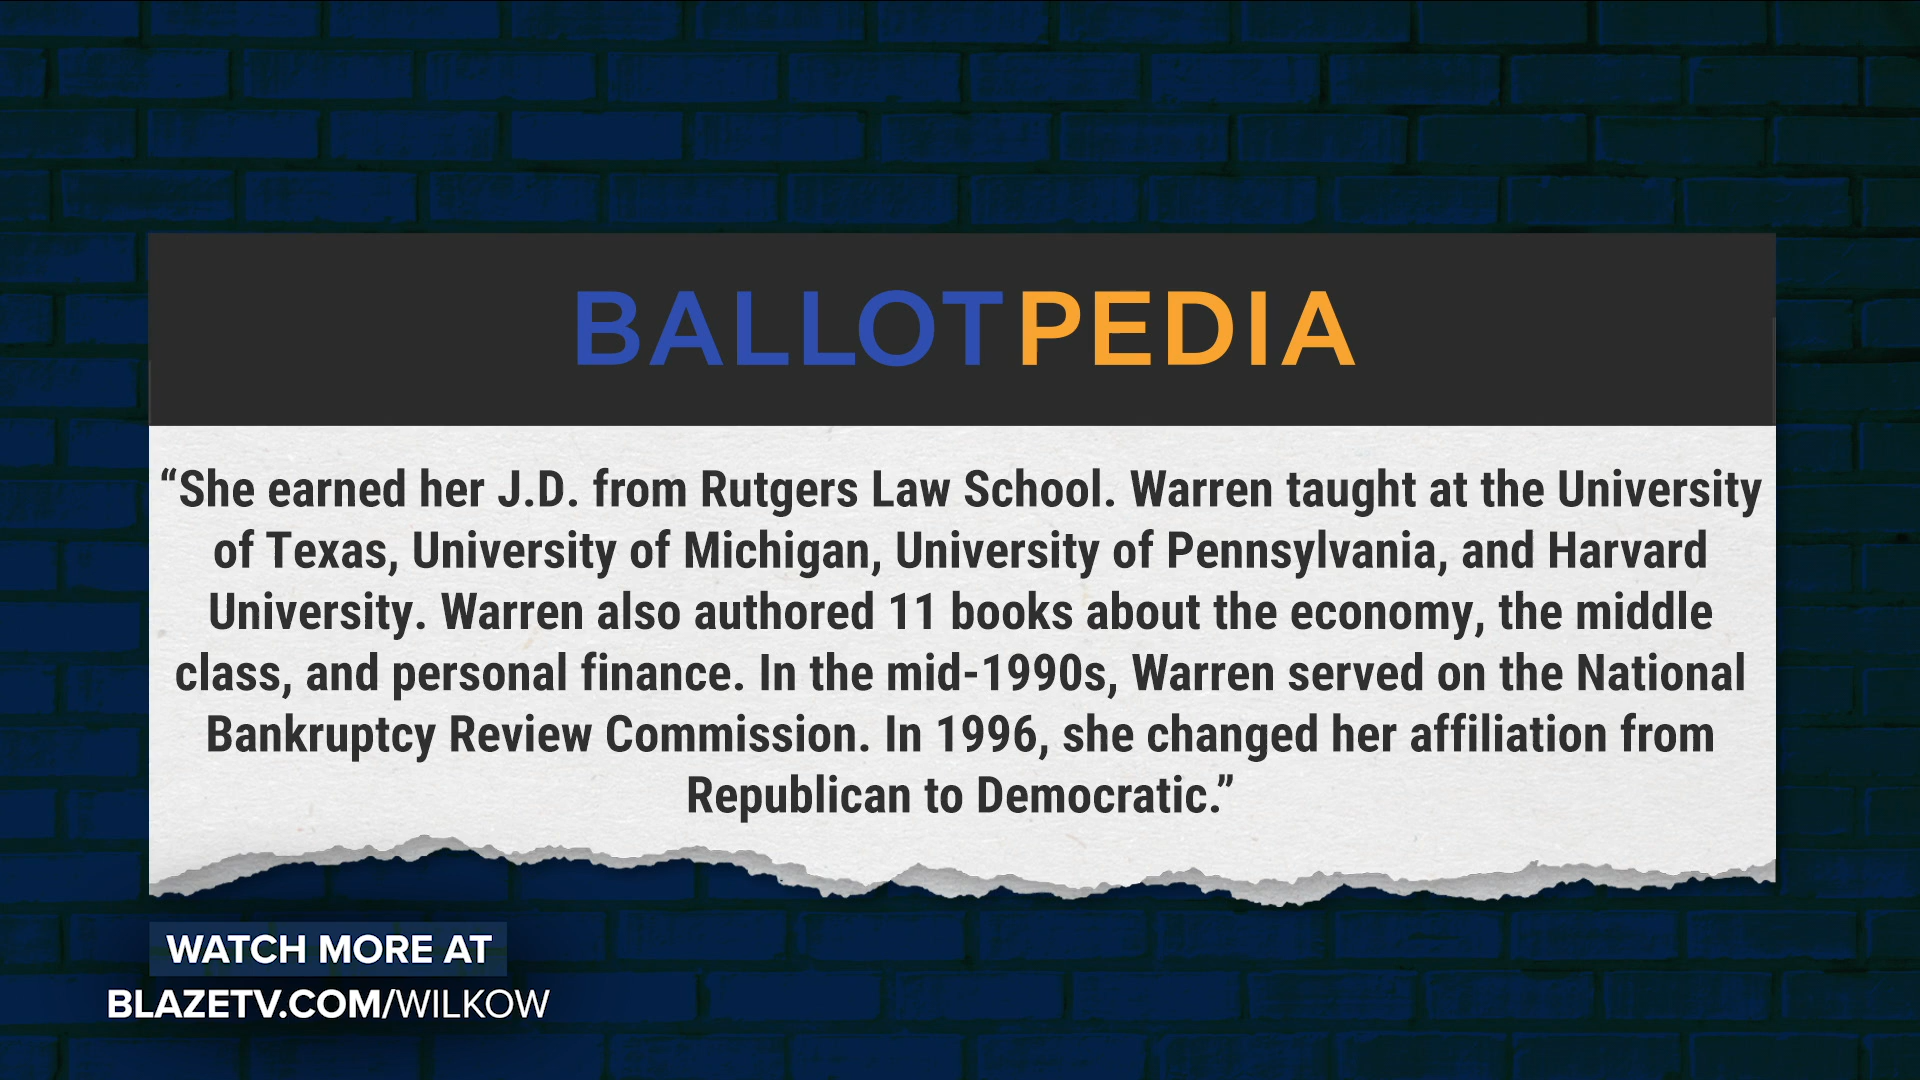 BALLOTPEDIA
“She earned her J.D. from Rutgers Law School. Warren taught at the University
of Texas, University of Michigan, University of Pennsylvania, and Harvard
University. Warren also authored 11 books about the economy, the middle
class, and personal finance. In the mid-1990s, Warren served on the National
Bankruptcy Review Commission. In 1996, she changed her affiliation from
Republican to Democratic.”
WATCH MORE AT
BLAZETV.COM/WILKOW